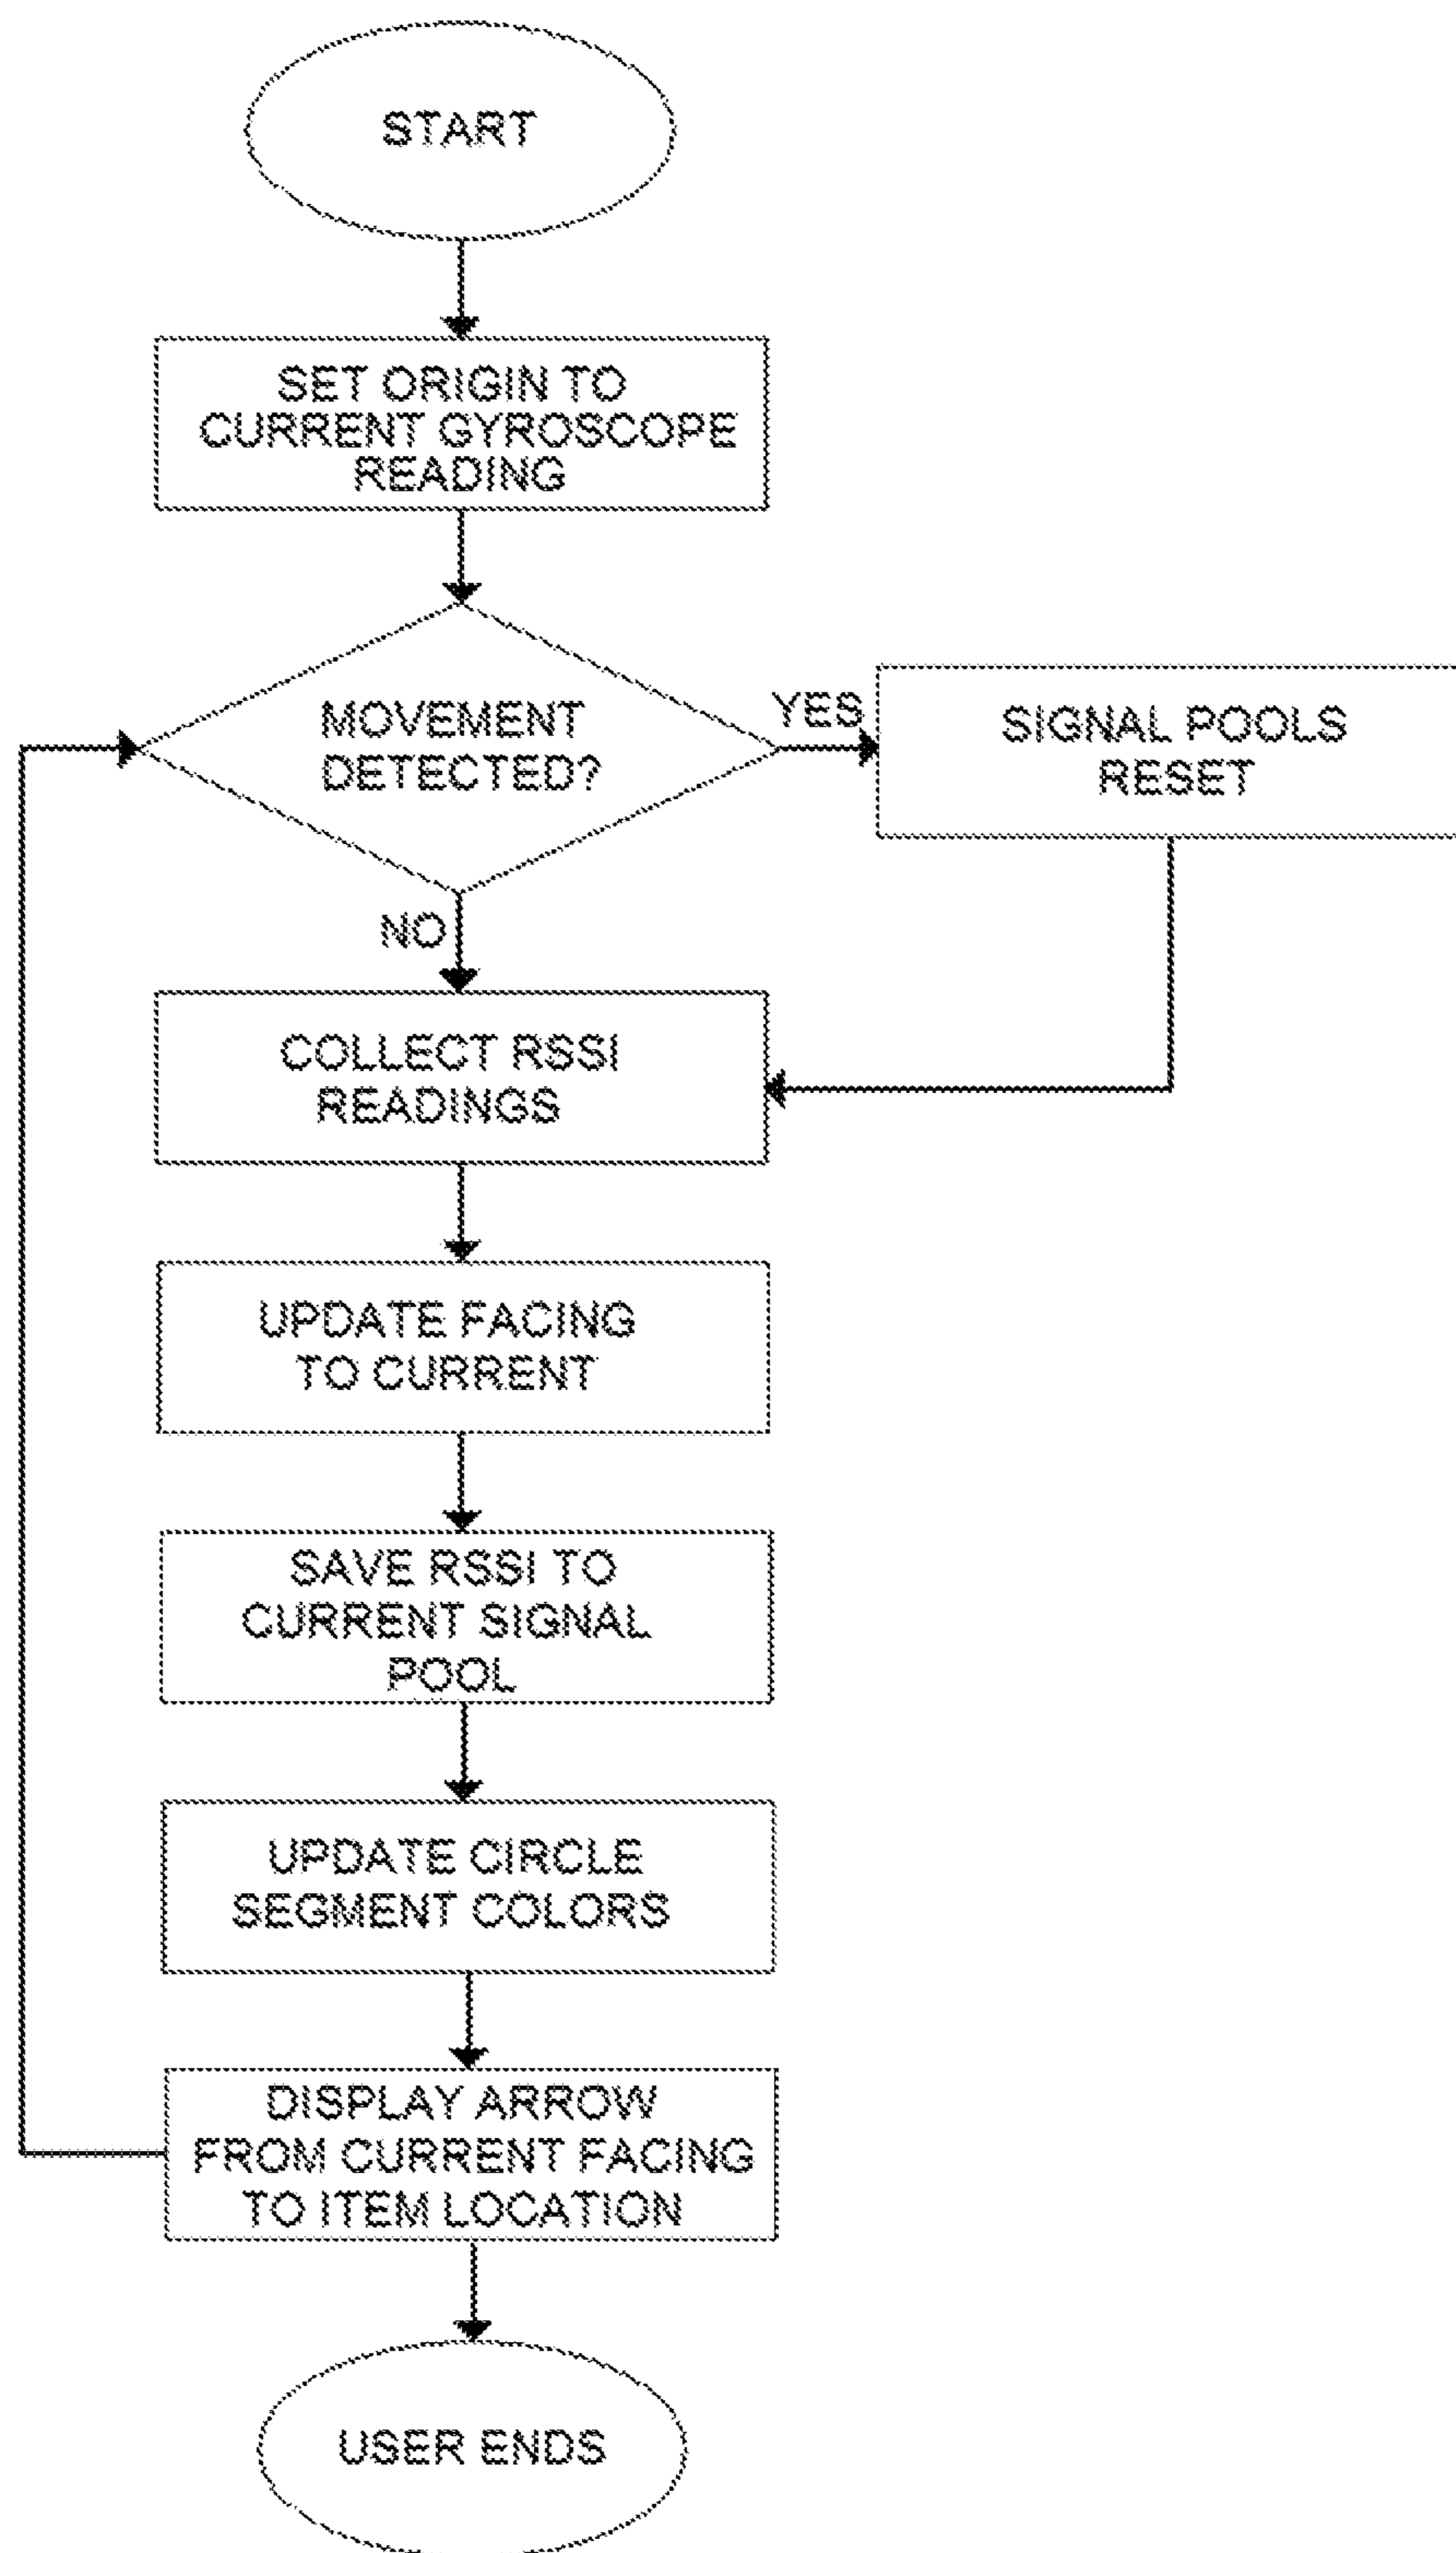 START
SET ORIGIN TO
CURRENT GYROSCOPE
READING
MOVEMENT
DETECTED?
YES
SIGNAL POOLS
RESET
NO
COLLECT RSSI
READINGS
UPDATE FACING
TO CURRENT
SAVE RSSI TO
CURRENT SIGNAL
POOL
UPDATE CIRCLE
SEGMENT COLORS
DISPLAY ARROW
FROM CURRENT FACING
TO ITEM LOCATION
USER ENDS